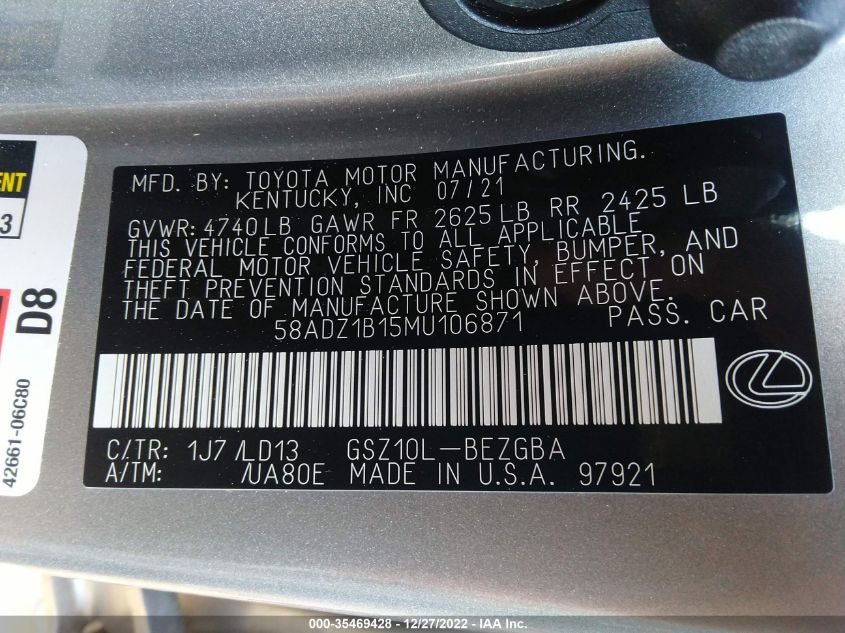 MFD. BY: TOYOTA MOTOR MANUFACTURING.
KENTUCKY, INC 07/21
GVWR: 4740LB GAWR FR 2625LB RR 2425 LB
THIS VEHICLE CONFORMS TO ALL APPLICABLE
FEDERAL MOTOR VEHICLE SAFETY, BUMPER, AND
THEFT PREVENTION STANDARDS IN EFFECT ON
THE DATE OF MANUFACTURE SHOWN ABOVE.
58ADZ1B15MU106871 PASS. CAR
C/TR: 1J7 /LD13 GSZ10L-BEZGBA
A/TM: /UA80E MADE IN U.S.A. 97921
D8
42661-06C80
000-35469428 - 12/27/2022 - IAA Inc.